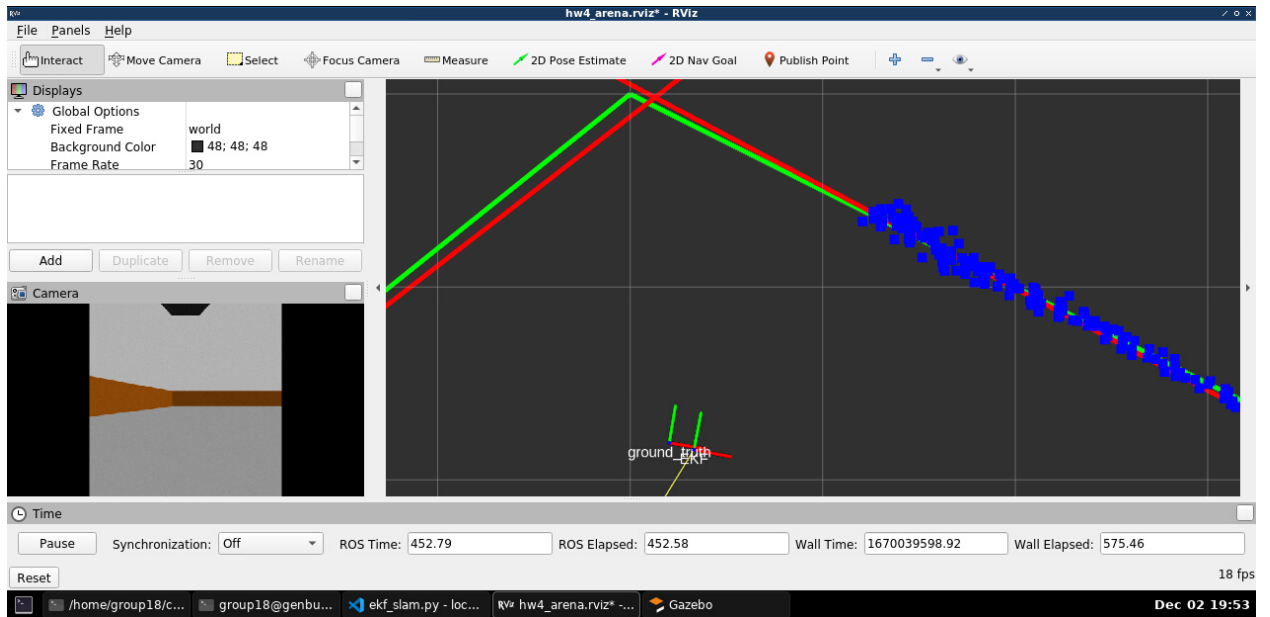 RViz
hw4_arena.rviz* - RViz
File Panels Help
Interact Move Camera Select Focus Camera Measure 2D Pose Estimate 2D Nav Goal Publish Point
Displays
Global Options
Fixed Frame world
Background Color 48; 48; 48
Frame Rate 30
Add Duplicate Remove Rename
Camera
ground_truth
EKF
Time
Pause Synchronization: Off ROS Time: 452.79 ROS Elapsed: 452.58 Wall Time: 1670039598.92 Wall Elapsed: 575.46
Reset 18 fps
/home/group18/c... group18@genbu... ekf_slam.py - loc... RViz hw4_arena.rviz* -... Gazebo Dec 02 19:53